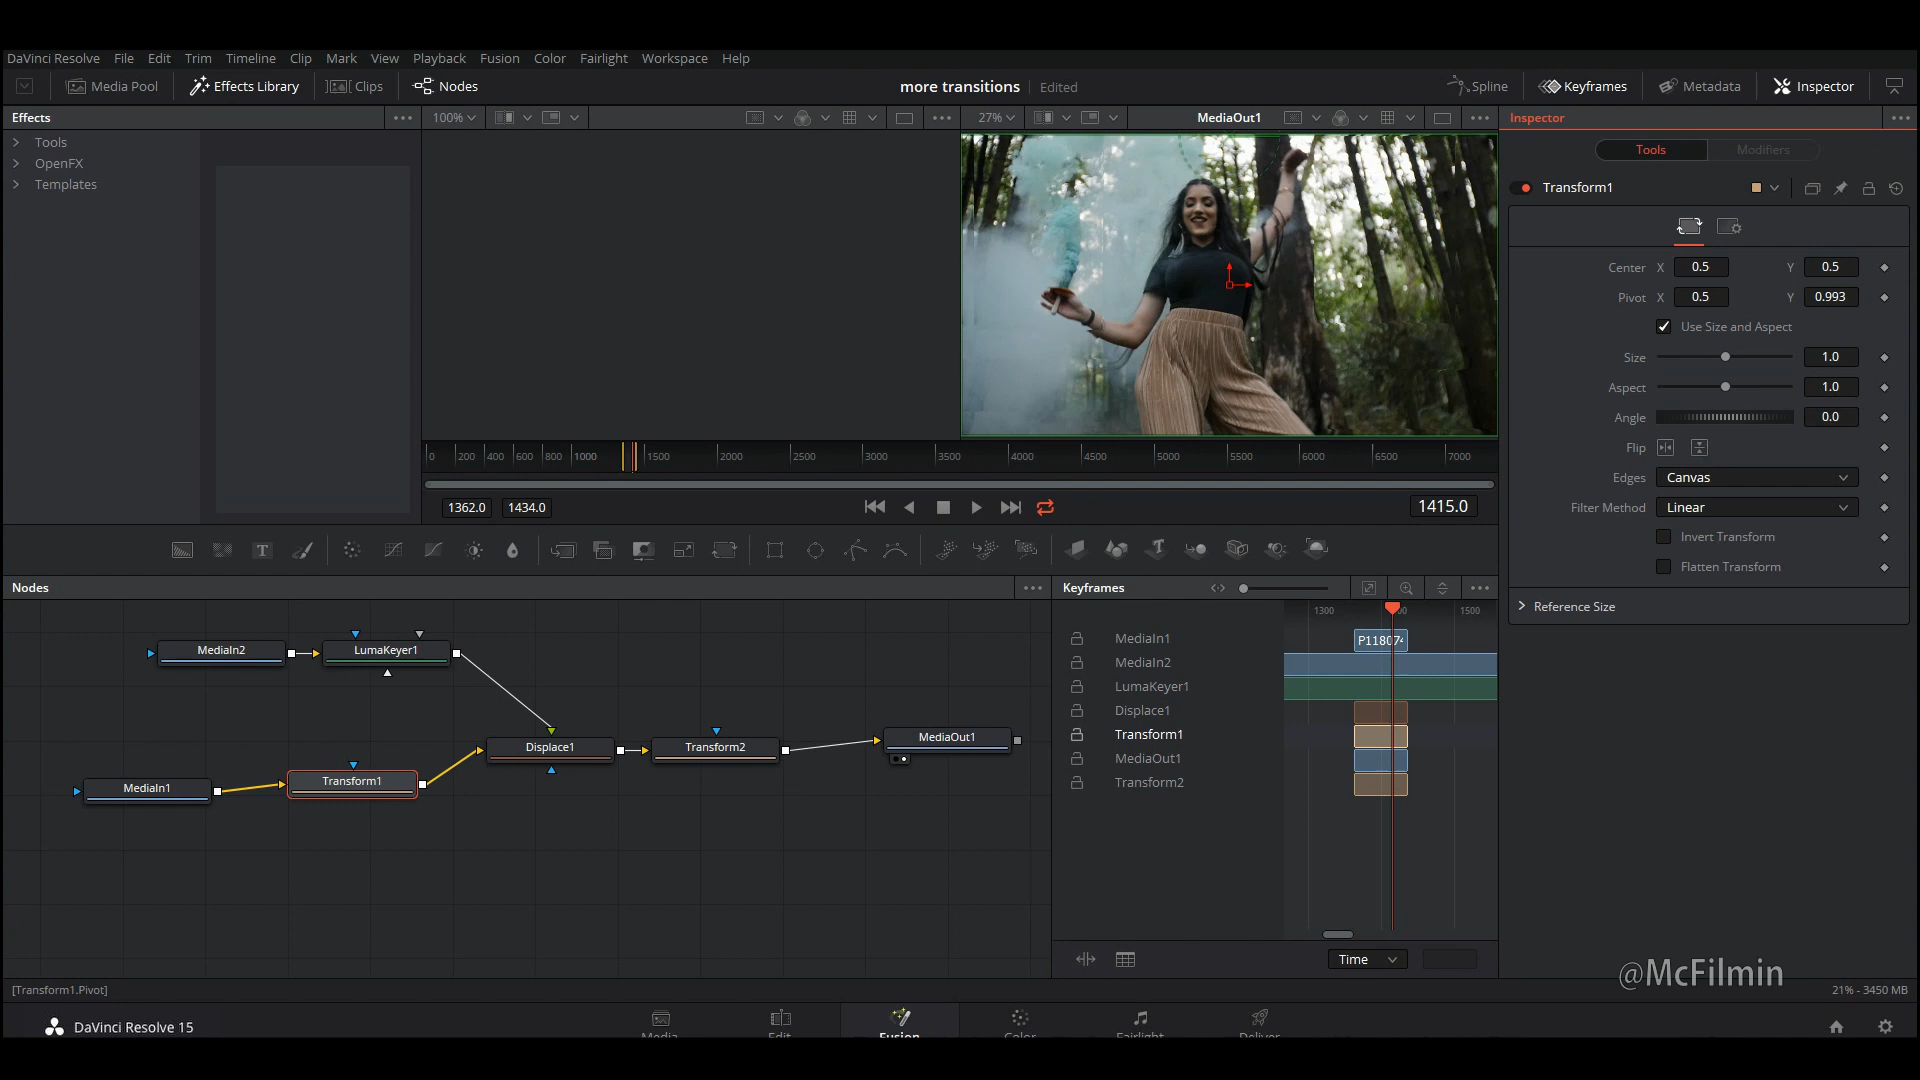 DaVinci Resolve File Edit Trim Timeline Clip Mark View Playback Fusion Color Fairlight Workspace Help
Media Pool Effects Library Clips Nodes more transitions Edited Spline Keyframes Metadata Inspector
Effects 100% 27% MediaOut1 Inspector
Tools
OpenFX
Templates
Tools Modifiers
Transform1
Center X 0.5 Y 0.5
Pivot X 0.5 Y 0.993
Use Size and Aspect
Size 1.0
Aspect 1.0
Angle 0.0
Flip
Edges Canvas
Filter Method Linear
Invert Transform
Flatten Transform
Reference Size
0 200 400 600 800 1000 1500 2000 2500 3000 3500 4000 4500 5000 5500 6000 6500 7000
1362.0 1434.0 1415.0
T T
Nodes
MediaIn2 LumaKeyer1
Displace1 Transform2 MediaOut1
MediaIn1 Transform1
Keyframes
1300 1500
MediaIn1 P118074
MediaIn2
LumaKeyer1
Displace1
Transform1
MediaOut1
Transform2
Time
@McFilmin
[Transform1.Pivot] 21% - 3450 MB
DaVinci Resolve 15 Media Edit Fusion Color Fairlight Deliver